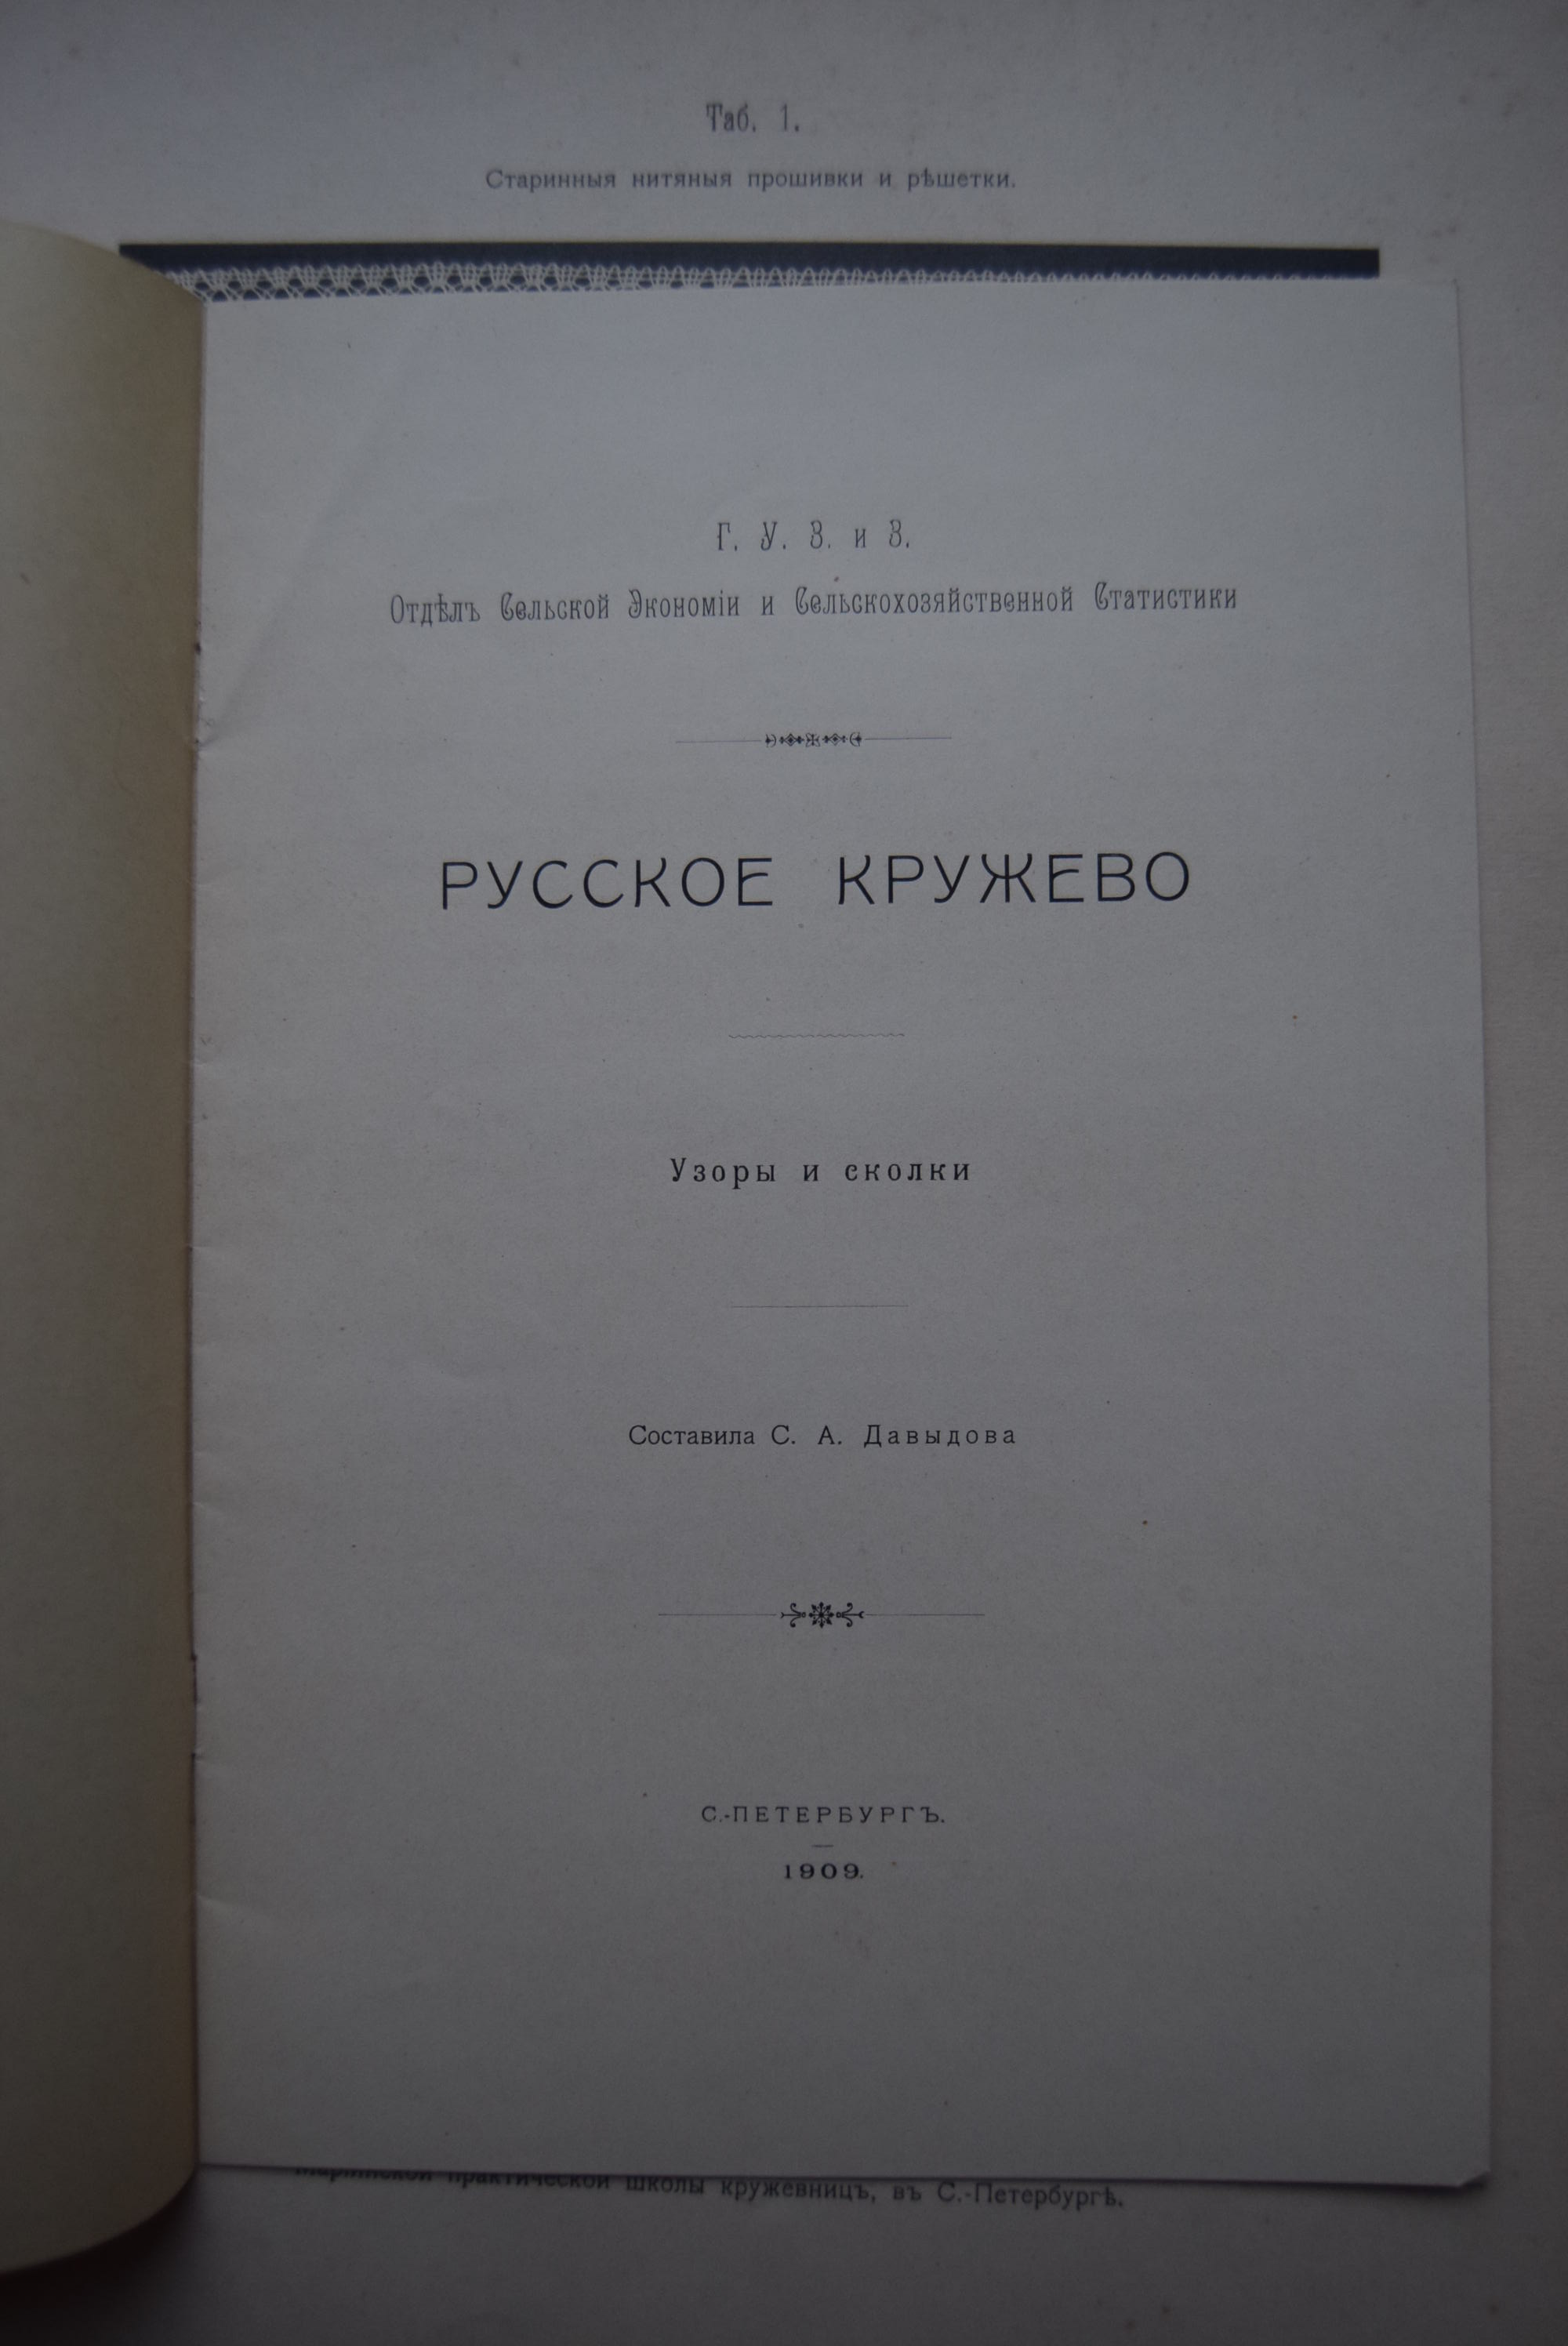 Таб. 1.
Старинныя нитяныя прошивки и рѣшетки.
Г. У. З. и З.
Отдѣлъ Сельской Экономіи и Сельскохозяйственной Статистики
РУССКОЕ КРУЖЕВО
Узоры и сколки
Составила С. А. Давыдова
С.-ПЕТЕРБУРГЪ.
1909.
практической школы кружевницъ, въ С.-Петербургѣ.